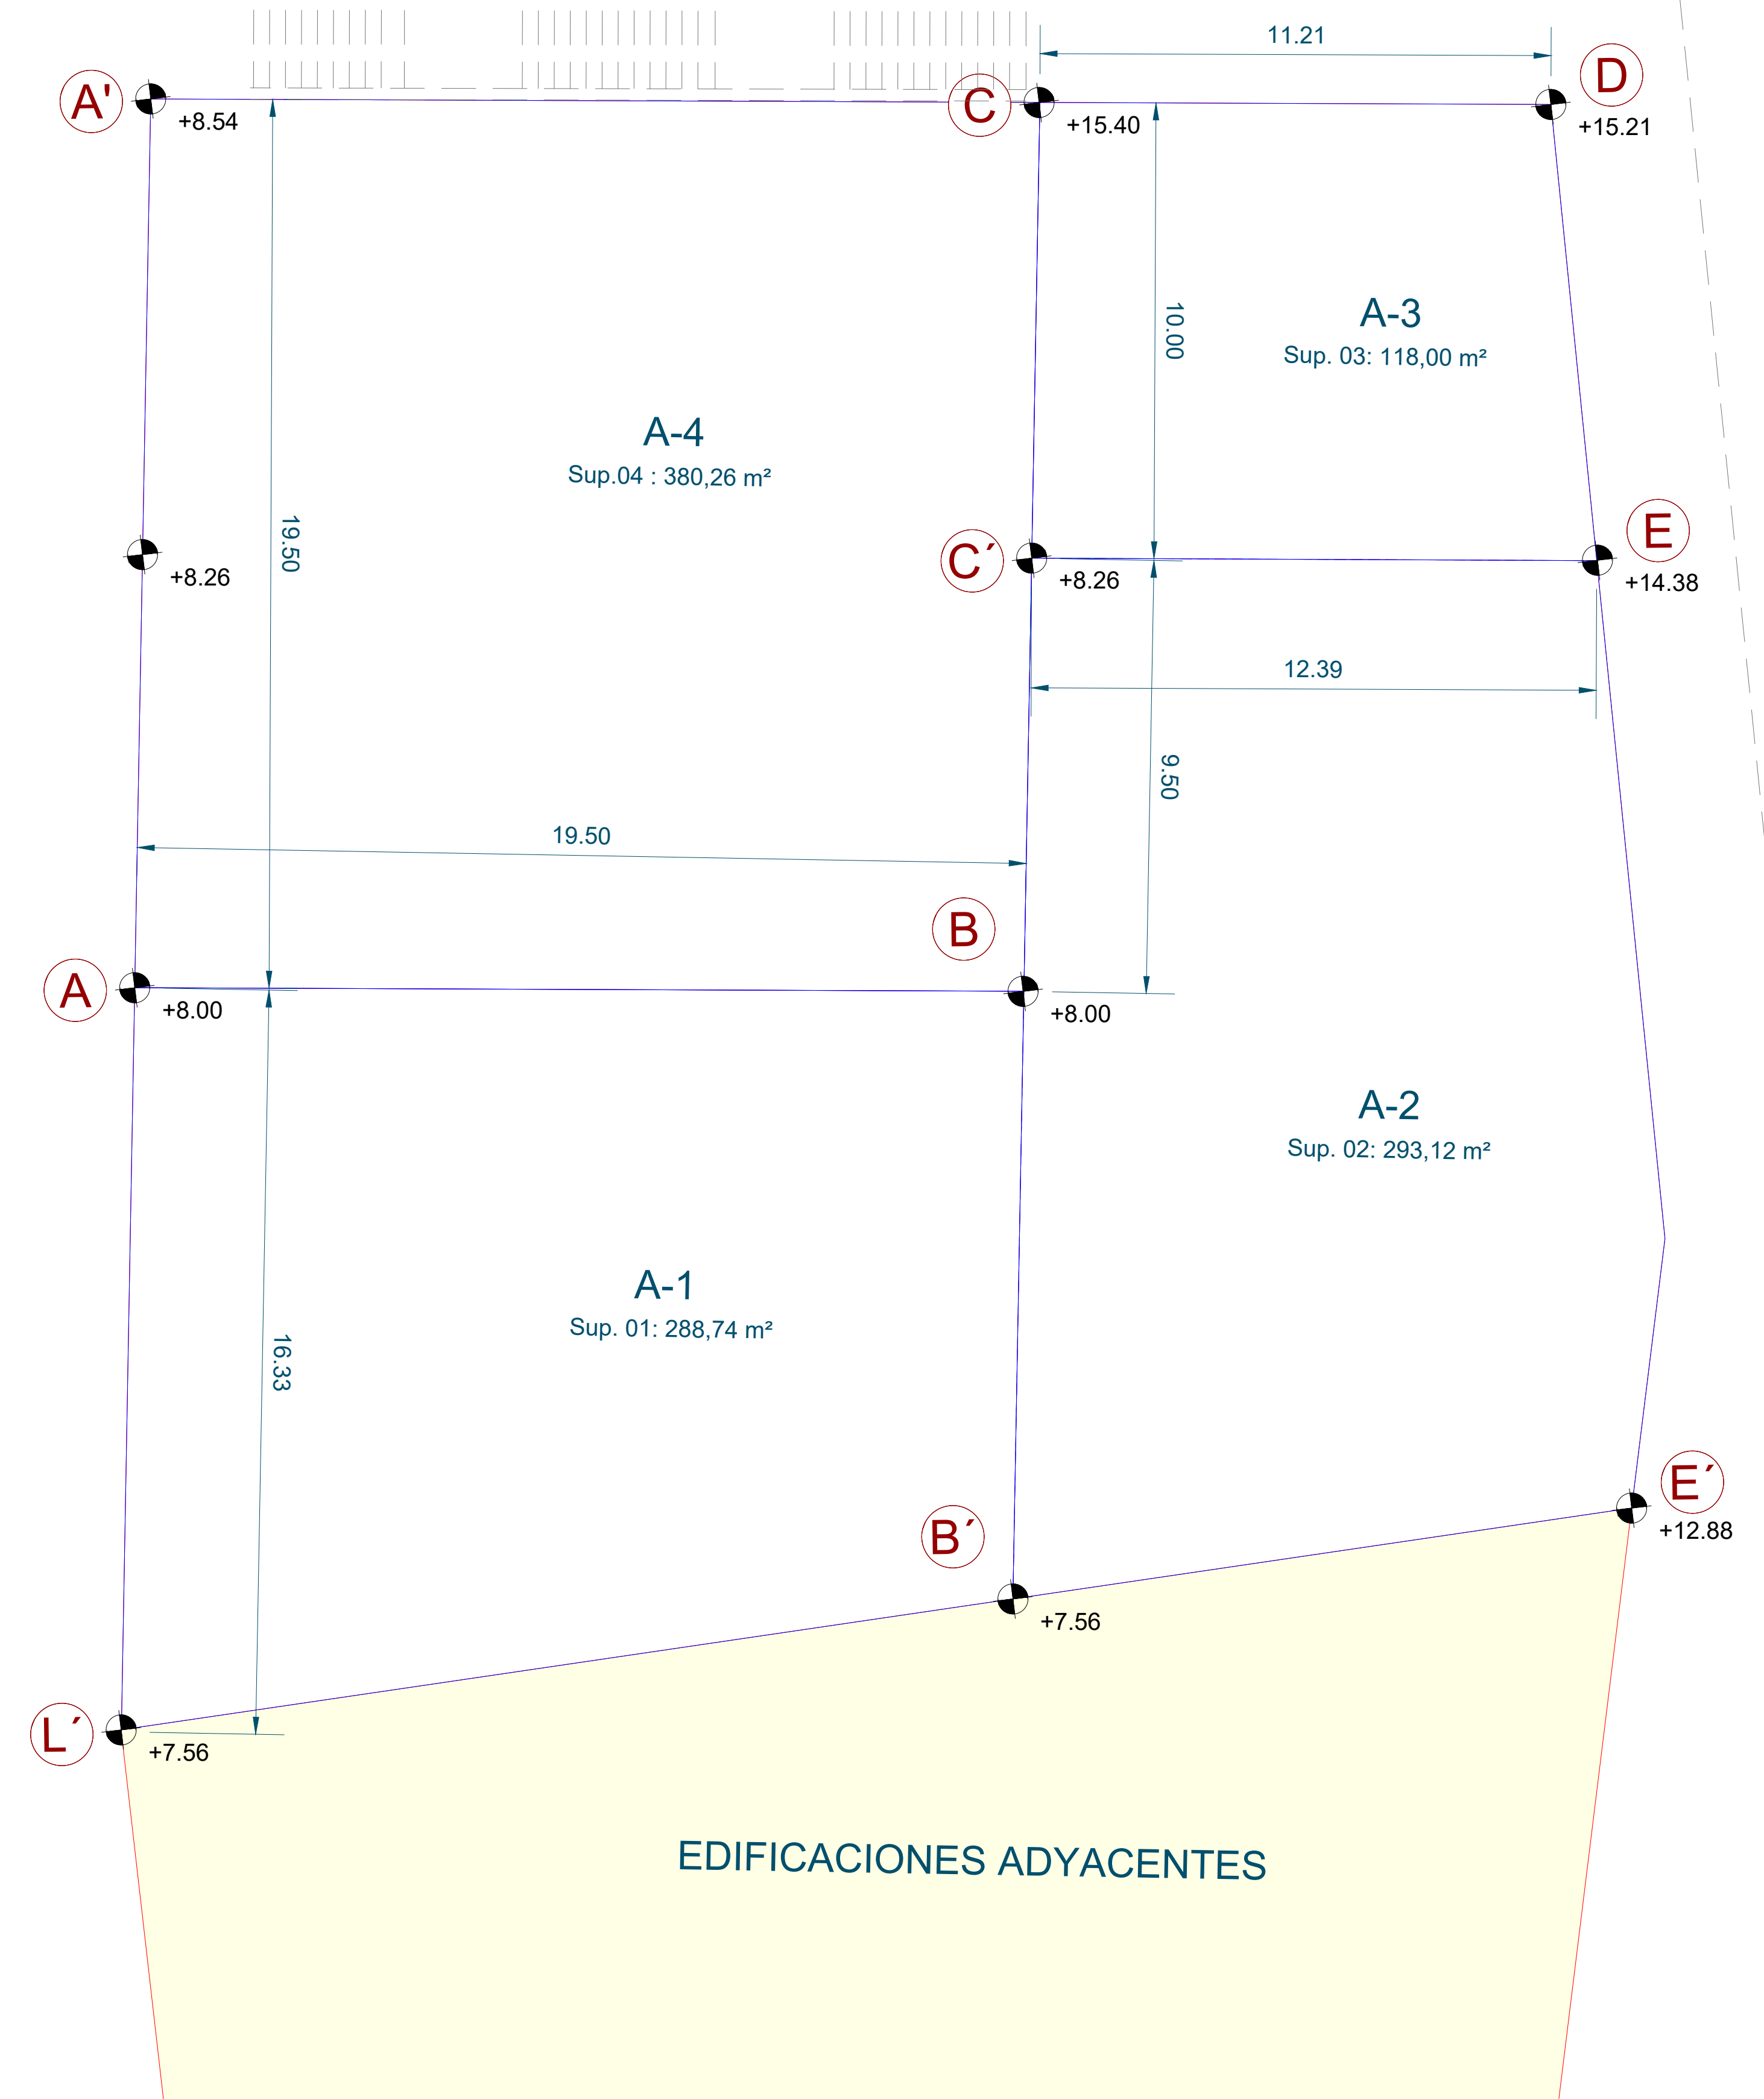 11.21
A'
+8.54
C
+15.40
D
+15.21
10.00
A-3
Sup. 03: 118,00 m²
A-4
Sup.04 : 380,26 m²
19.50
+8.26
C´
+8.26
E
+14.38
12.39
9.50
19.50
B
A
+8.00
+8.00
A-2
Sup. 02: 293,12 m²
A-1
Sup. 01: 288,74 m²
16.33
E´
+12.88
B´
+7.56
L´
+7.56
EDIFICACIONES ADYACENTES